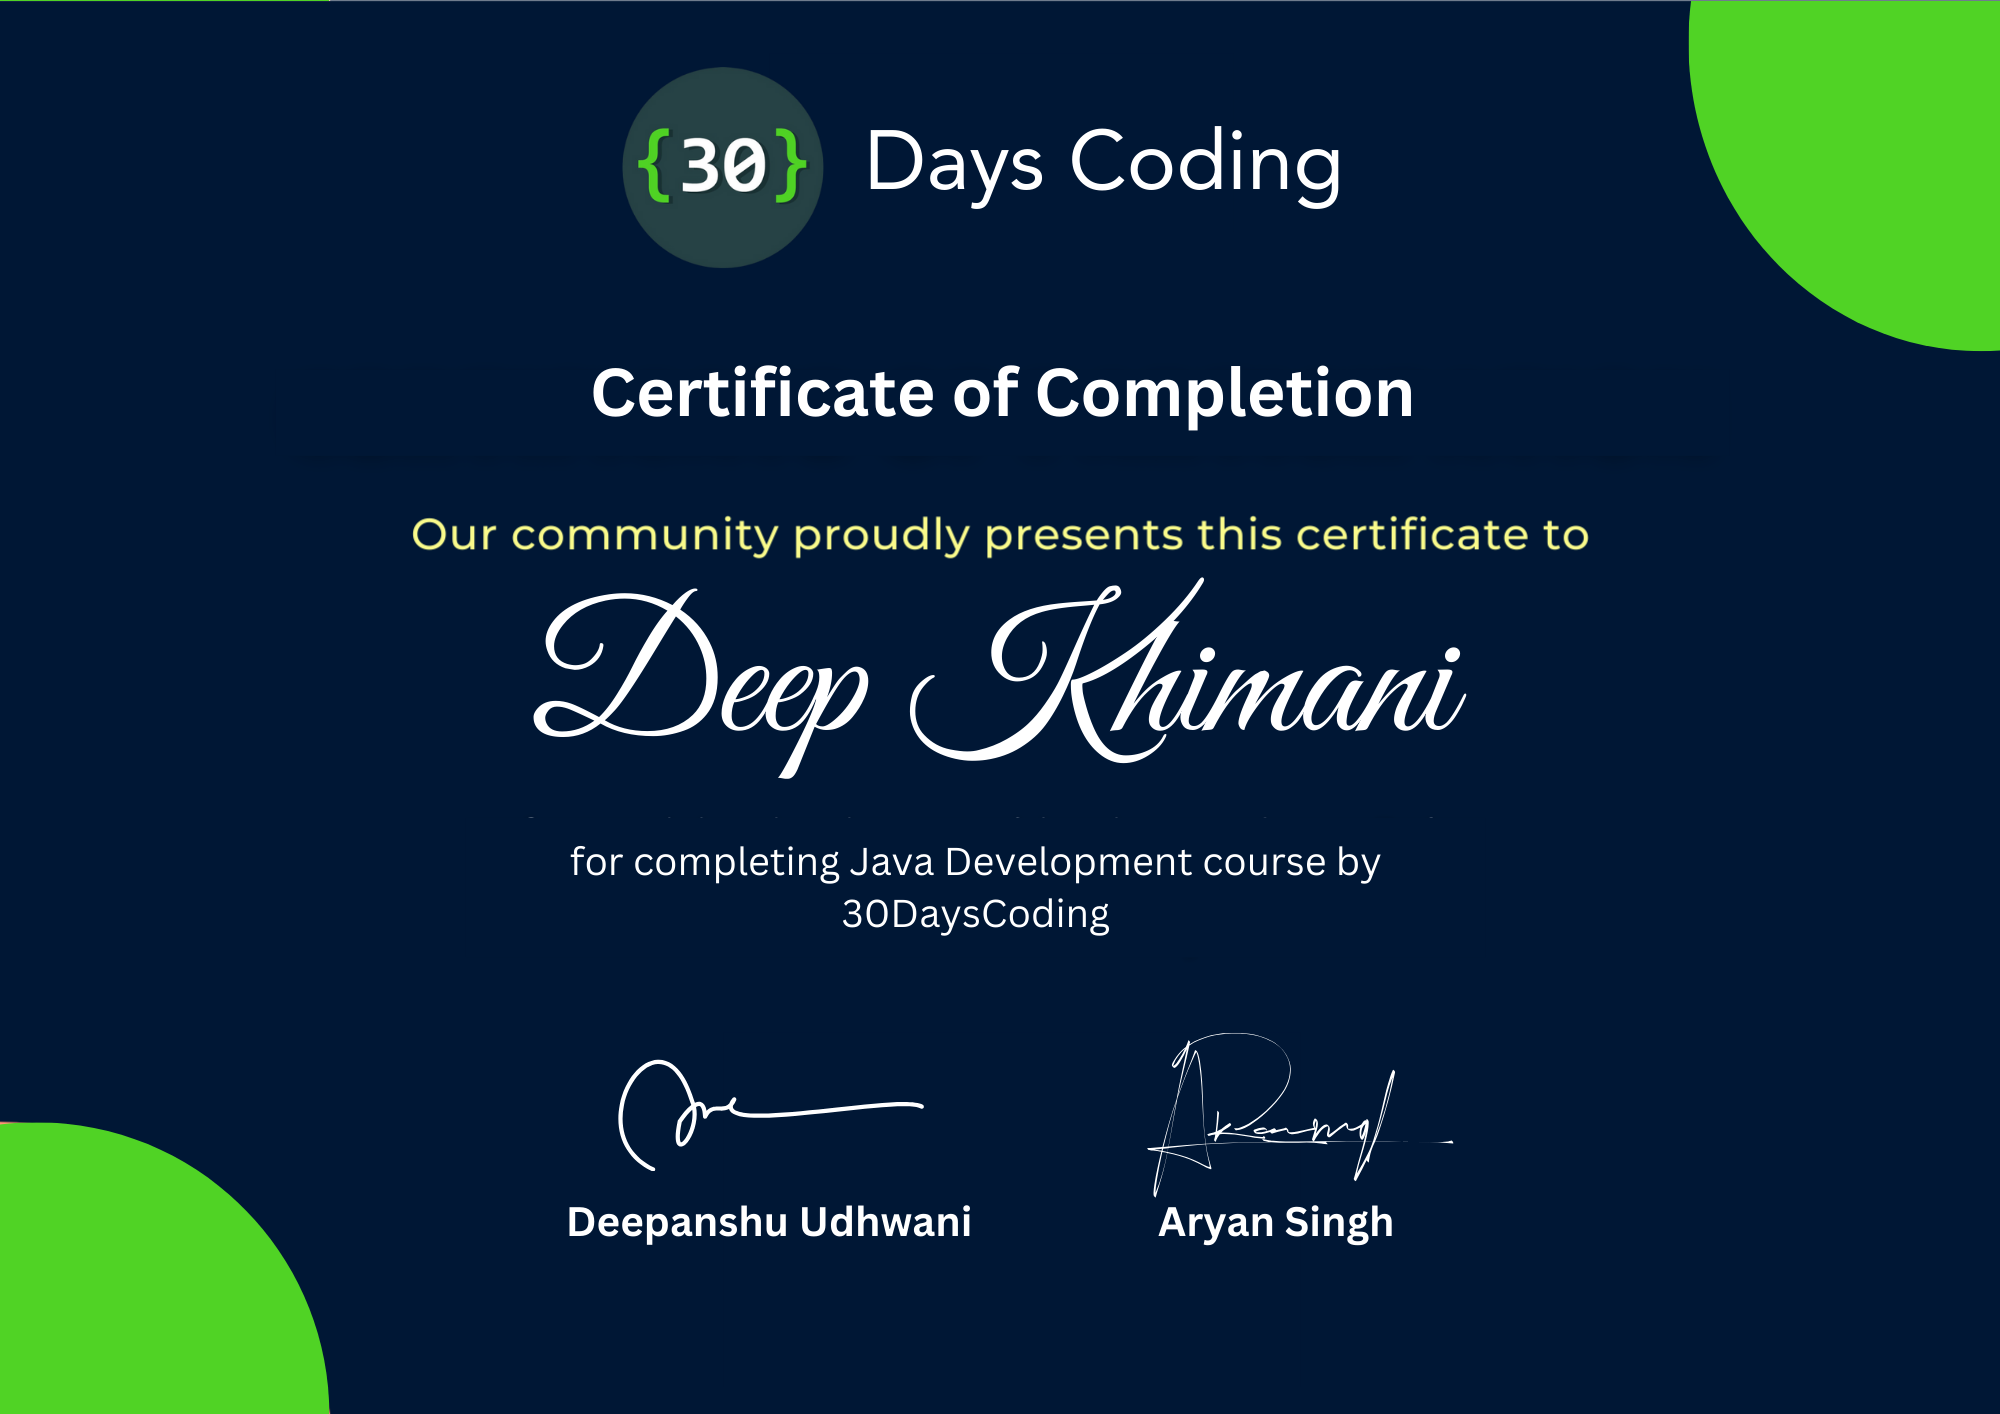 {30} Days Coding
Certificate of Completion
Our community proudly presents this certificate to
Deep Khimani
for completing Java Development course by
30DaysCoding
Deepanshu Udhwani
Aryan Singh